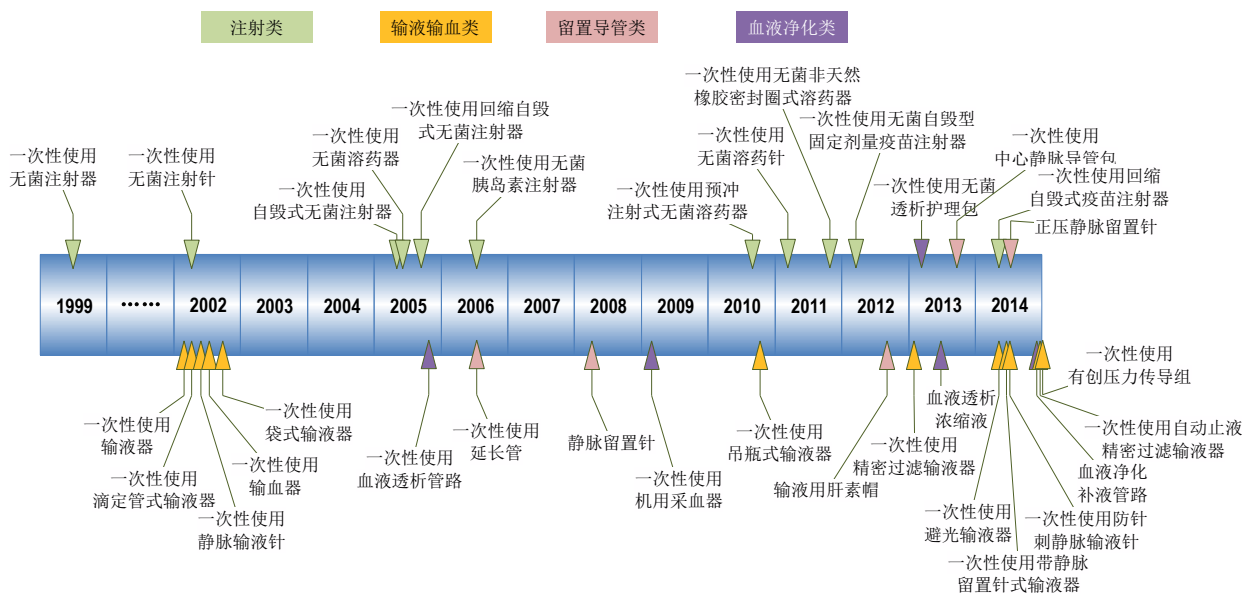 注射类
输液输血类
留置导管类
血液净化类
一次性使用
无菌注射器
一次性使用
无菌注射针
一次性使用
自毁式无菌注射器
一次性使用
无菌溶药器
一次性使用回缩自毁
式无菌注射器
一次性使用无菌
胰岛素注射器
一次性使用预冲
注射式无菌溶药器
一次性使用
无菌溶药针
一次性使用无菌非天然
橡胶密封圈式溶药器
一次性使用无菌自毁型
固定剂量疫苗注射器
一次性使用无菌
透析护理包
一次性使用
中心静脉导管包
一次性使用回缩
自毁式疫苗注射器
正压静脉留置针
1999
……
2002
2003
2004
2005
2006
2007
2008
2009
2010
2011
2012
2013
2014
一次性使用
输液器
一次性使用
滴定管式输液器
一次性使用
静脉输液针
一次性使用
输血器
一次性使用
袋式输液器
一次性使用
血液透析管路
一次性使用
延长管
静脉留置针
一次性使用
机用采血器
一次性使用
吊瓶式输液器
输液用肝素帽
一次性使用
精密过滤输液器
血液透析
浓缩液
一次性使用
避光输液器
一次性使用带静脉
留置针式输液器
一次性使用防针
刺静脉输液针
血液净化
补液管路
一次性使用自动止液
精密过滤输液器
一次性使用
有创压力传导组